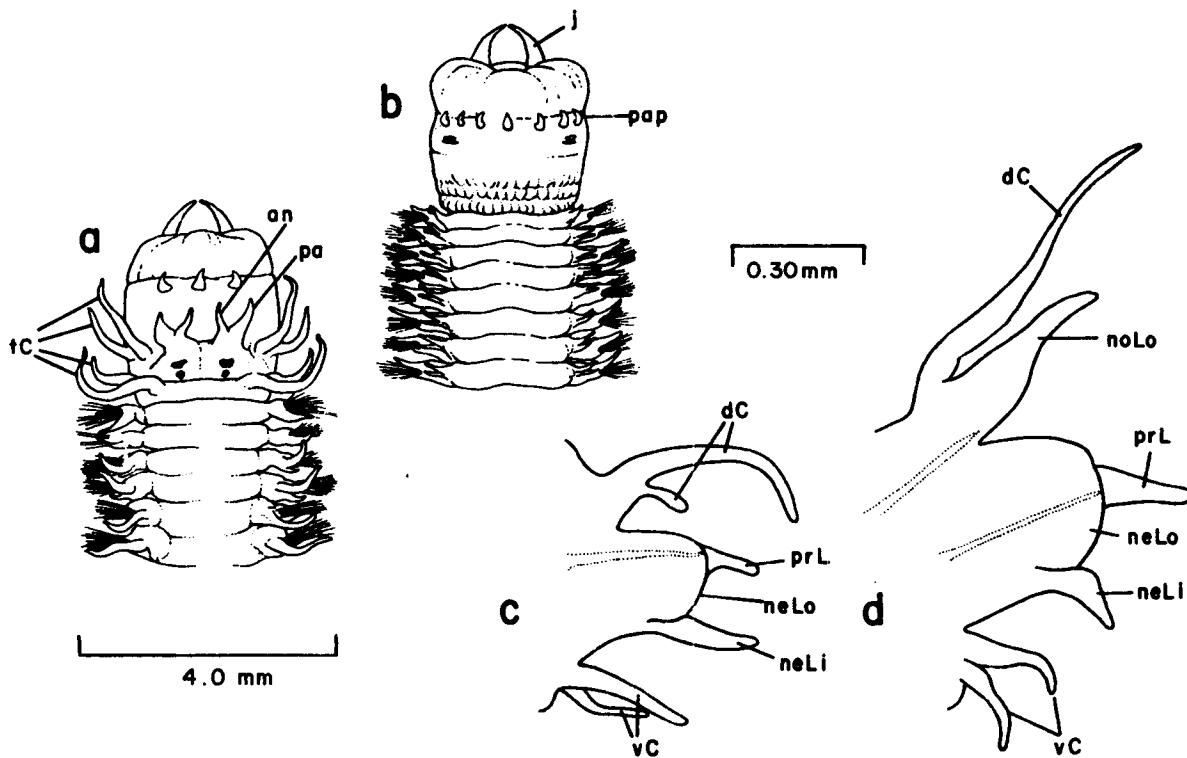 a
an
pa
tC
4.0 mm
b
j
pap
0.30mm
c
dC
prL
neLo
neLi
vC
d
dC
noLo
prL
neLo
neLi
vC